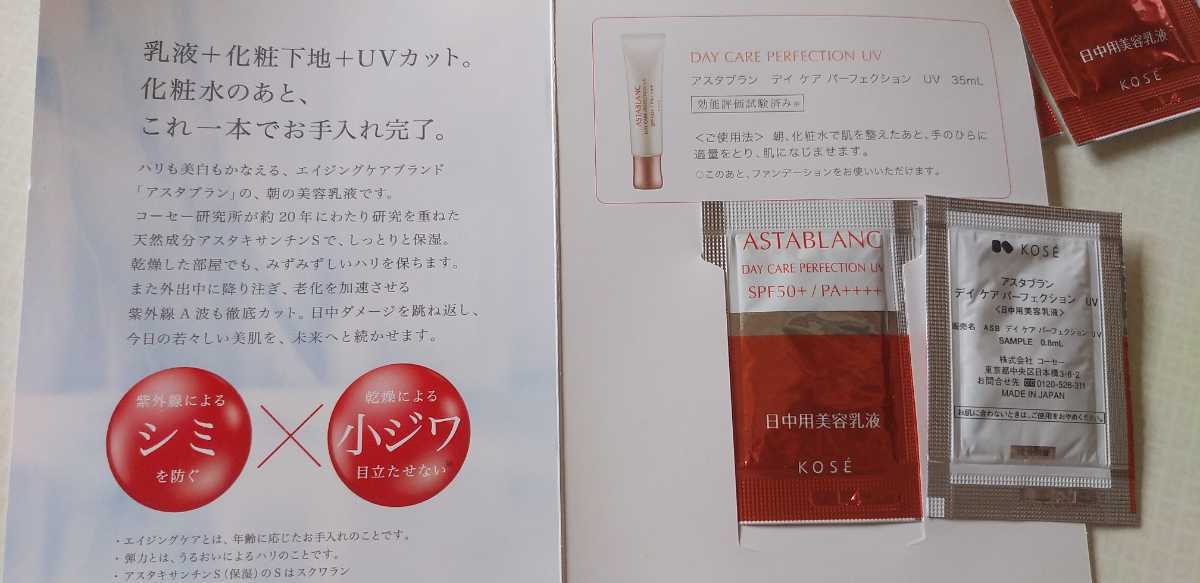 乳液＋化粧下地＋UVカット。
化粧水のあと、
これ一本でお手入れ完了。
ハリも美白もかなえる、エイジングケアブランド
「アスタブラン」の、朝の美容乳液です。
コーセー研究所が約20年にわたり研究を重ねた
天然成分アスタキサンチンSで、しっとりと保湿。
乾燥した部屋でも、みずみずしいハリを保ちます。
また外出中に降り注ぎ、老化を加速させる
紫外線A波も徹底カット。日中ダメージを跳ね返し、
今日の若々しい美肌を、未来へと続かせます。
紫外線による
シミ
を防ぐ
×
乾燥による
小ジワ
目立たせない※
・エイジングケアとは、年齢に応じたお手入れのことです。
・弾力とは、うるおいによるハリのことです。
・アスタキサンチンS（保湿）のSはスクワラン
ASTABLANC
DAY CARE PERFECTION UV
アスタブラン デイ ケア パーフェクション UV 35mL
効能評価試験済み※
＜ご使用法＞ 朝、化粧水で肌を整えたあと、手のひらに
適量をとり、肌になじませます。
○このあと、ファンデーションをお使いいただけます。
日中用美容乳液
KOSÉ
ASTABLANC
DAY CARE PERFECTION UV
SPF50+ / PA++++
日中用美容乳液
KOSÉ
KOSÉ
アスタブラン
デイ ケア パーフェクション UV
＜日中用美容乳液＞
販売名 ASB デイ ケア パーフェクション UV
SAMPLE 0.8mL
株式会社 コーセー
東京都中央区日本橋3-6-2
お問合せ先 0120-526-311
MADE IN JAPAN
お肌に合わないときは、ご使用をおやめください。